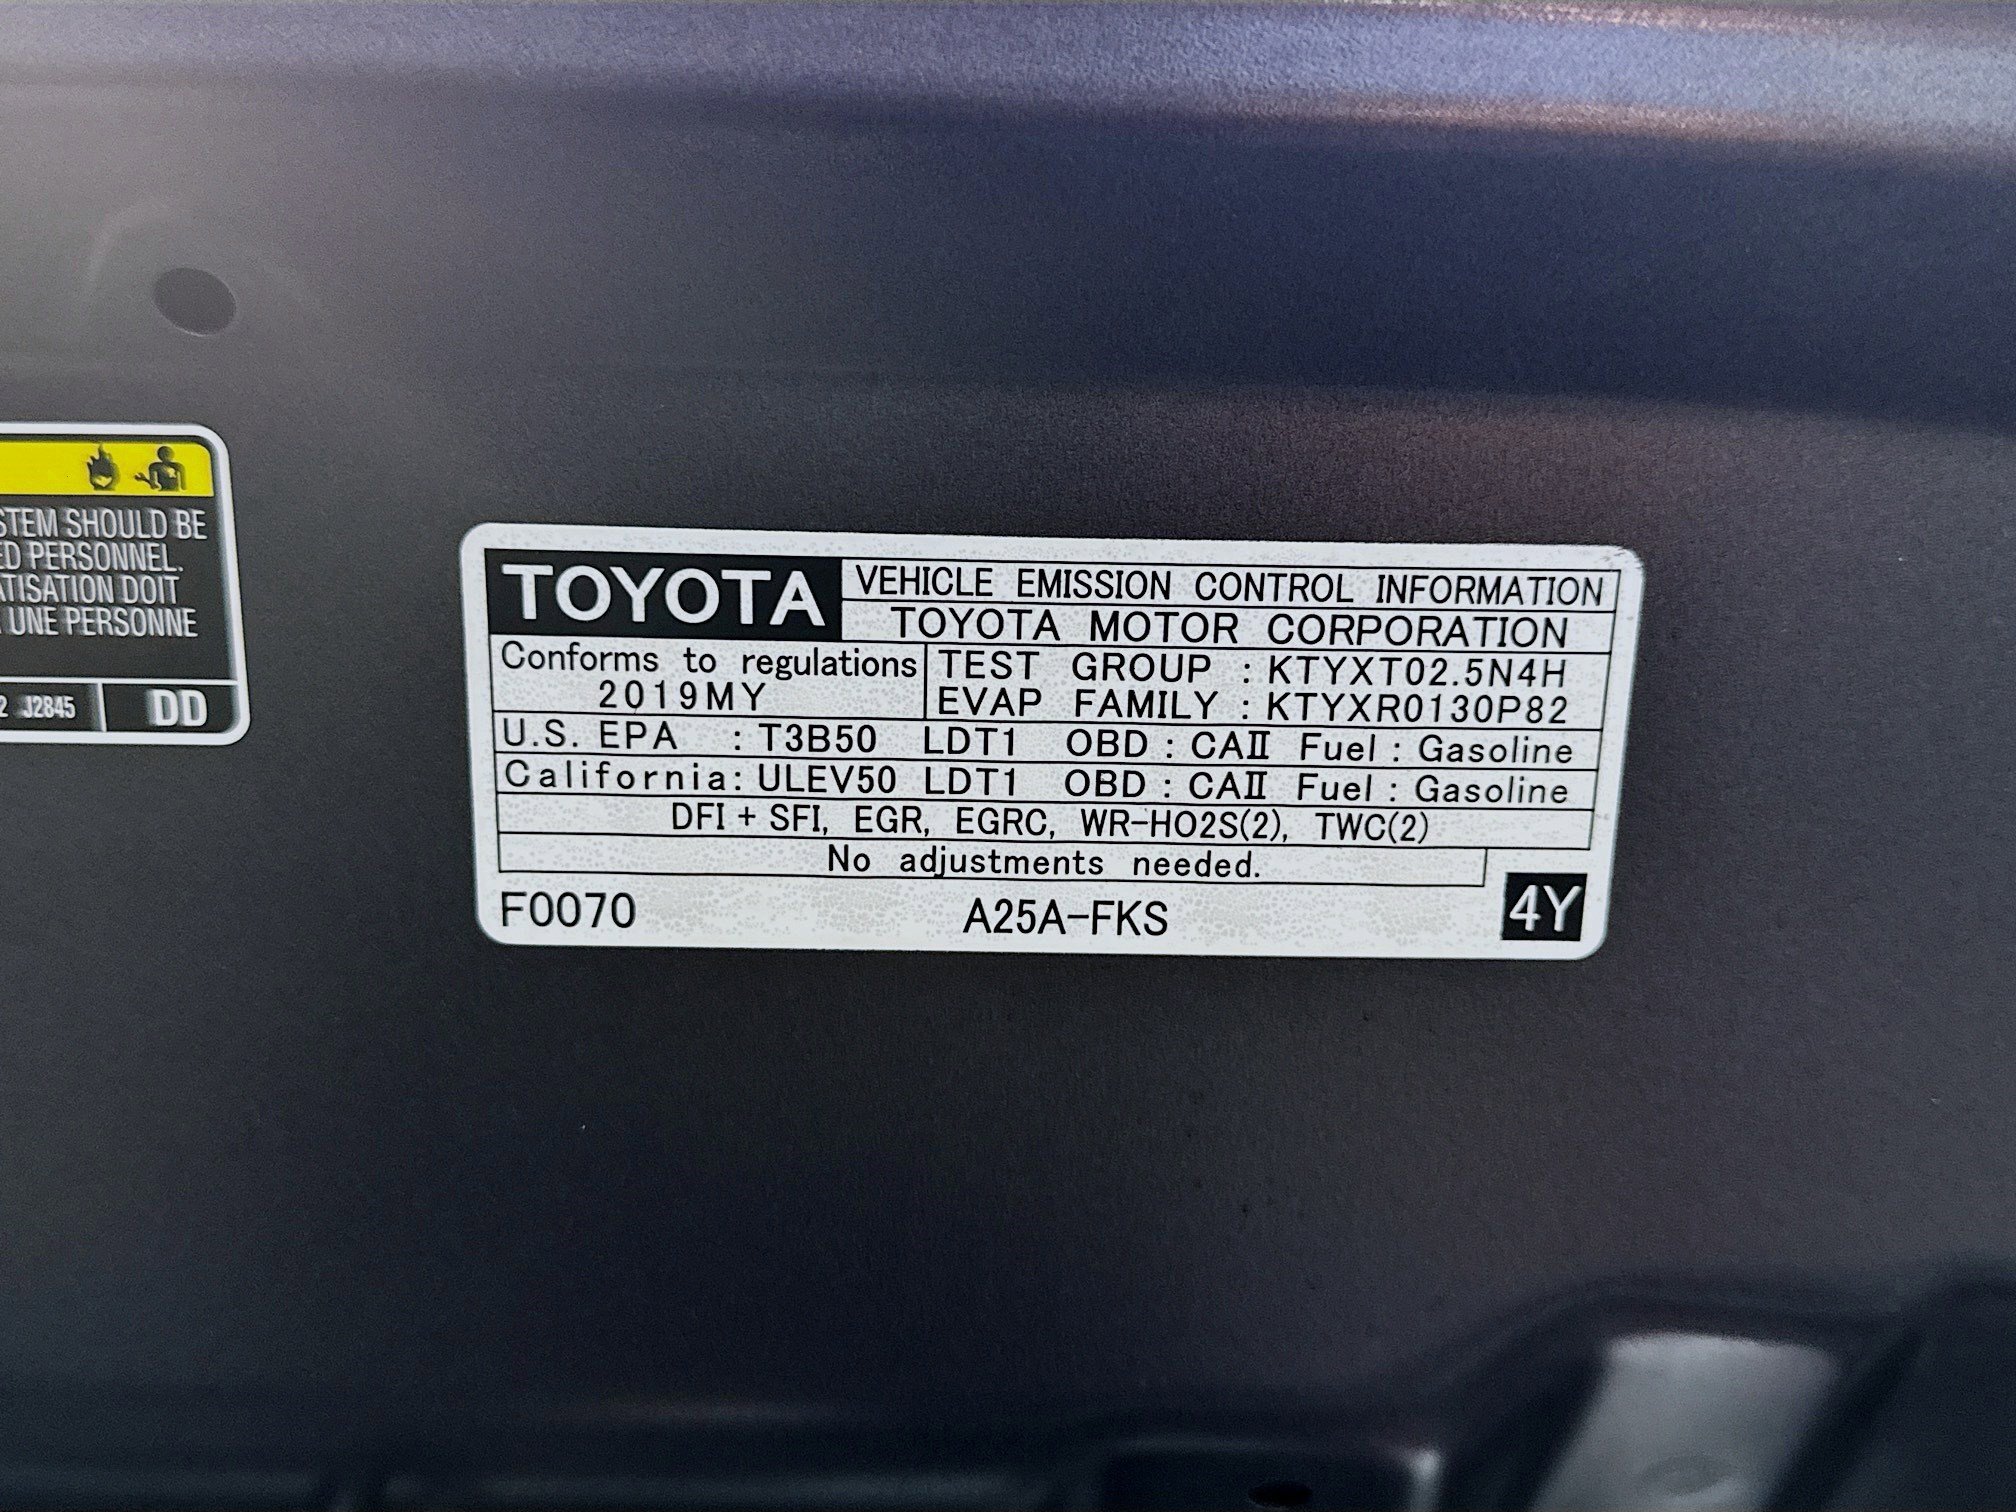 STEM SHOULD BE
ED PERSONNEL.
ATISATION DOIT
UNE PERSONNE
2 J2845 DD
TOYOTA
VEHICLE EMISSION CONTROL INFORMATION
TOYOTA MOTOR CORPORATION
Conforms to regulations
2019MY
TEST GROUP : KTYXT02.5N4H
EVAP FAMILY : KTYXR0130P82
U.S. EPA : T3B50 LDT1 OBD : CAⅡ Fuel : Gasoline
California: ULEV50 LDT1 OBD : CAⅡ Fuel : Gasoline
DFI + SFI, EGR, EGRC, WR-HO2S(2), TWC(2)
No adjustments needed.
F0070 A25A-FKS 4Y